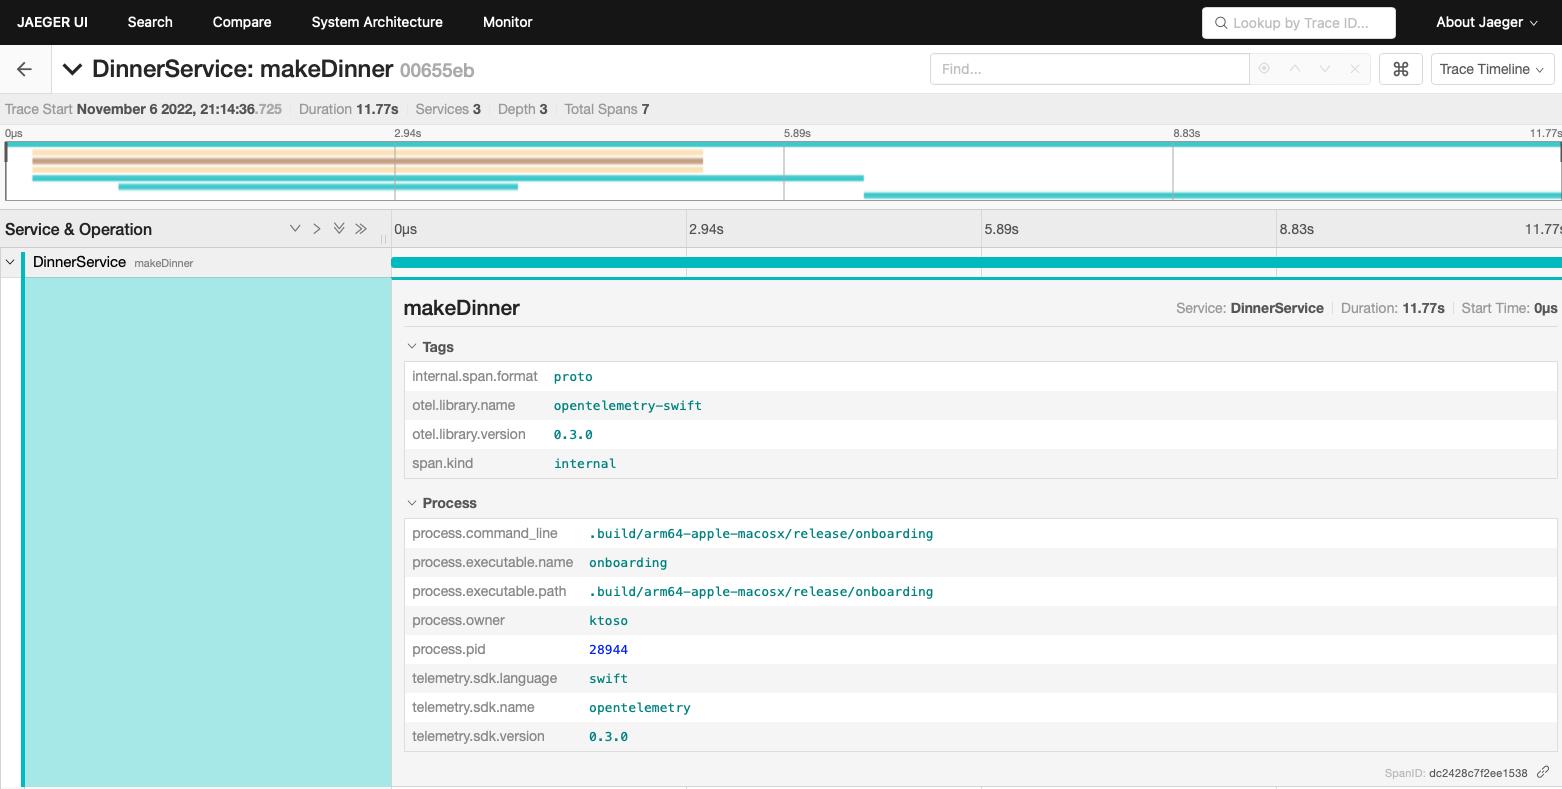 JAEGER UI Search Compare System Architecture Monitor Lookup by Trace ID... About Jaeger
DinnerService: makeDinner 00655eb Find... ⌘ Trace Timeline
Trace Start November 6 2022, 21:14:36.725 Duration 11.77s Services 3 Depth 3 Total Spans 7
0μs 2.94s 5.89s 8.83s 11.77s
Service & Operation 0μs 2.94s 5.89s 8.83s 11.77s
DinnerService makeDinner
makeDinner Service: DinnerService Duration: 11.77s Start Time: 0μs
Tags
internal.span.format proto
otel.library.name opentelemetry-swift
otel.library.version 0.3.0
span.kind internal
Process
process.command_line .build/arm64-apple-macosx/release/onboarding
process.executable.name onboarding
process.executable.path .build/arm64-apple-macosx/release/onboarding
process.owner ktoso
process.pid 28944
telemetry.sdk.language swift
telemetry.sdk.name opentelemetry
telemetry.sdk.version 0.3.0
SpanID: dc2428c7f2ee1538